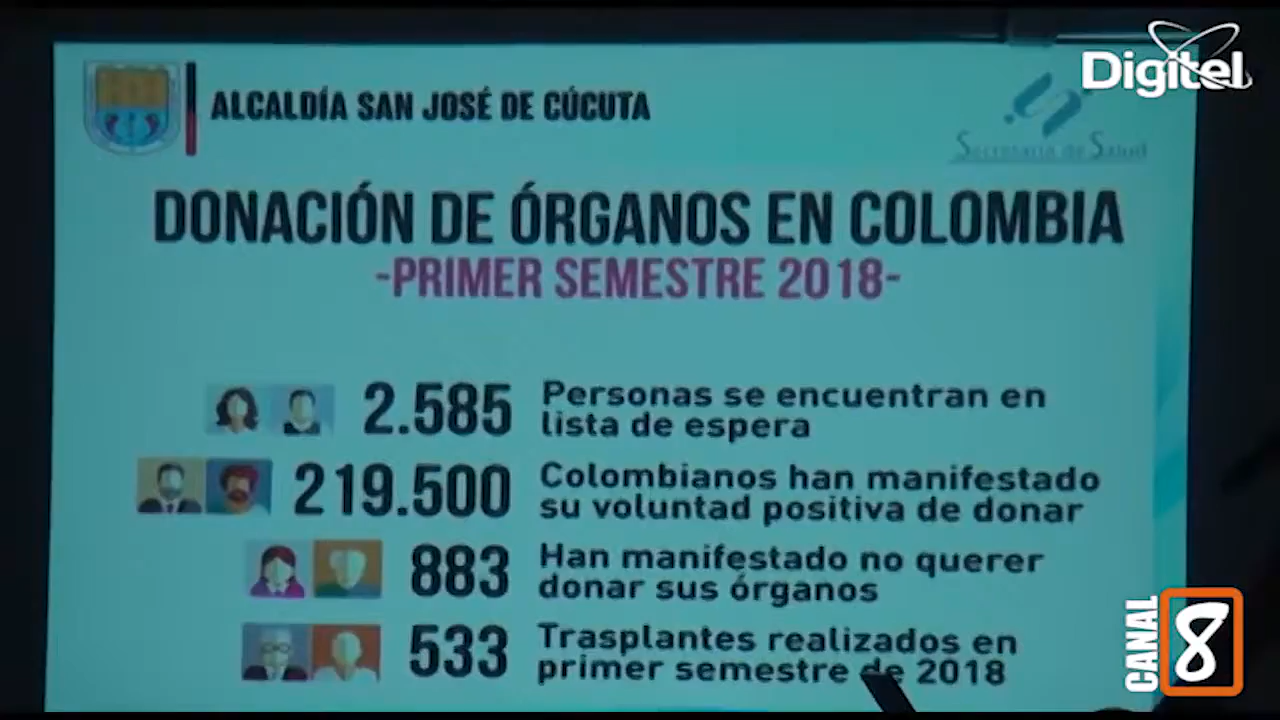 Digitel
ALCALDÍA SAN JOSÉ DE CÚCUTA
Secretaría de Salud
DONACIÓN DE ÓRGANOS EN COLOMBIA
-PRIMER SEMESTRE 2018-
2.585 Personas se encuentran en
lista de espera
219.500 Colombianos han manifestado
su voluntad positiva de donar
883 Han manifestado no querer
donar sus órganos
533 Trasplantes realizados en
primer semestre de 2018
CANAL 8